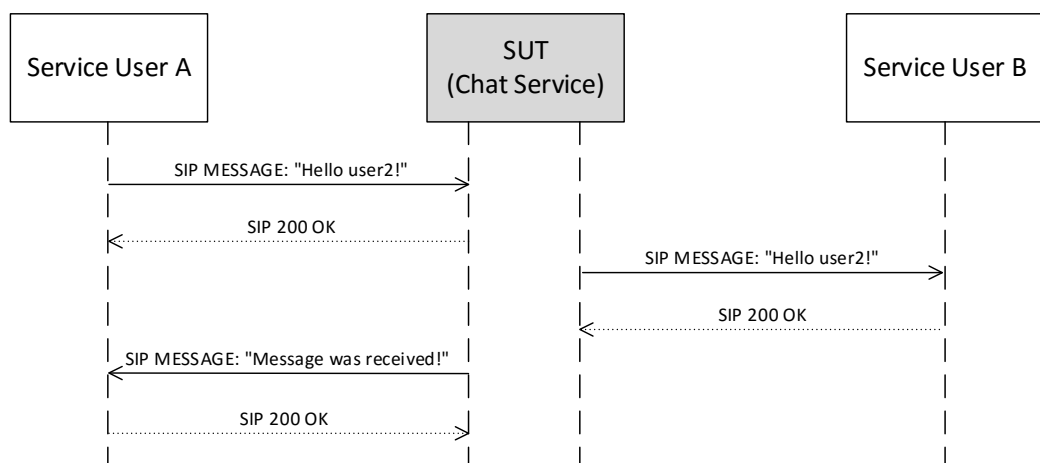 Service User A
SUT
(Chat Service)
Service User B
SIP MESSAGE: "Hello user2!"
SIP 200 OK
SIP MESSAGE: "Hello user2!"
SIP 200 OK
SIP MESSAGE: "Message was received!"
SIP 200 OK